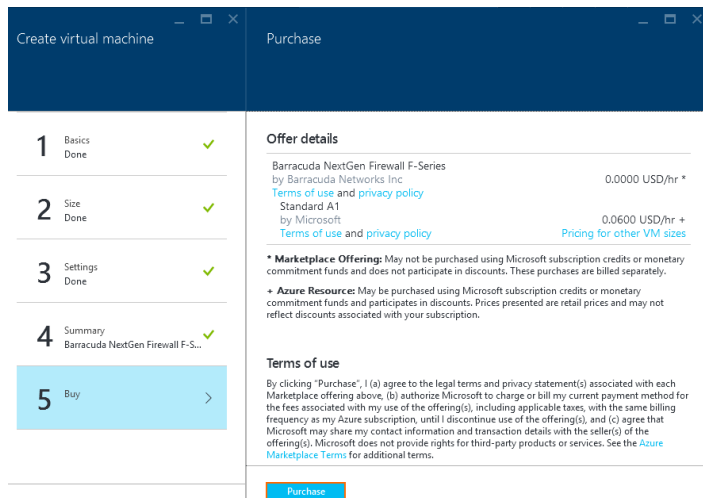 Create virtual machine
Purchase
1
Basics
Done
2
Size
Done
3
Settings
Done
4
Summary
Barracuda NextGen Firewall F-S...
5
Buy
Offer details
Barracuda NextGen Firewall F-Series
by Barracuda Networks Inc
0.0000 USD/hr *
Terms of use and privacy policy
Standard A1
by Microsoft
0.0600 USD/hr +
Terms of use and privacy policy
Pricing for other VM sizes
* Marketplace Offering: May not be purchased using Microsoft subscription credits or monetary
commitment funds and does not participate in discounts. These purchases are billed separately.
+ Azure Resource: May be purchased using Microsoft subscription credits or monetary
commitment funds and participates in discounts. Prices presented are retail prices and may not
reflect discounts associated with your subscription.
Terms of use
By clicking "Purchase", I (a) agree to the legal terms and privacy statement(s) associated with each
Marketplace offering above, (b) authorize Microsoft to charge or bill my current payment method for
the fees associated with my use of the offering(s), including applicable taxes, with the same billing
frequency as my Azure subscription, until I discontinue use of the offering(s), and (c) agree that
Microsoft may share my contact information and transaction details with the seller(s) of the
offering(s). Microsoft does not provide rights for third-party products or services. See the Azure
Marketplace Terms for additional terms.
Purchase